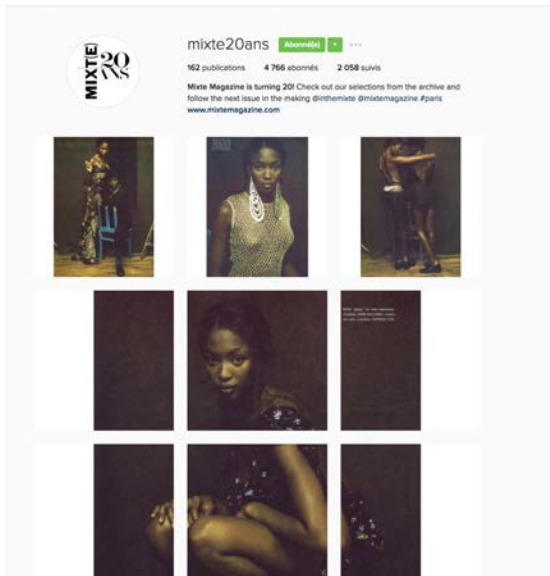 MIXT(E)
20
ANS
mixte20ans Abonné(e)
162 publications 4 766 abonnés 2 058 suivis
Mixte Magazine is turning 20! Check out our selections from the archive and
follow the next issue in the making @inthemixte @mixtemagazine #paris
www.mixtemagazine.com